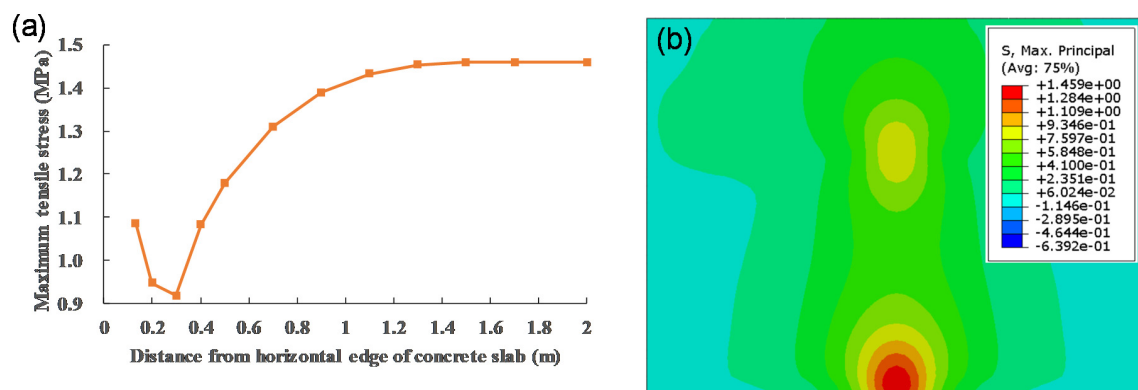 (a)
Maximum tensile stress (MPa)
1.5
1.4
1.3
1.2
1.1
1.0
0.9
0 0.2 0.4 0.6 0.8 1 1.2 1.4 1.6 1.8 2
Distance from horizontal edge of concrete slab (m)
(b)
S, Max. Principal
(Avg: 75%)
+1.459e+00
+1.284e+00
+1.109e+00
+9.346e-01
+7.597e-01
+5.848e-01
+4.100e-01
+2.351e-01
+6.024e-02
-1.146e-01
-2.895e-01
-4.644e-01
-6.392e-01